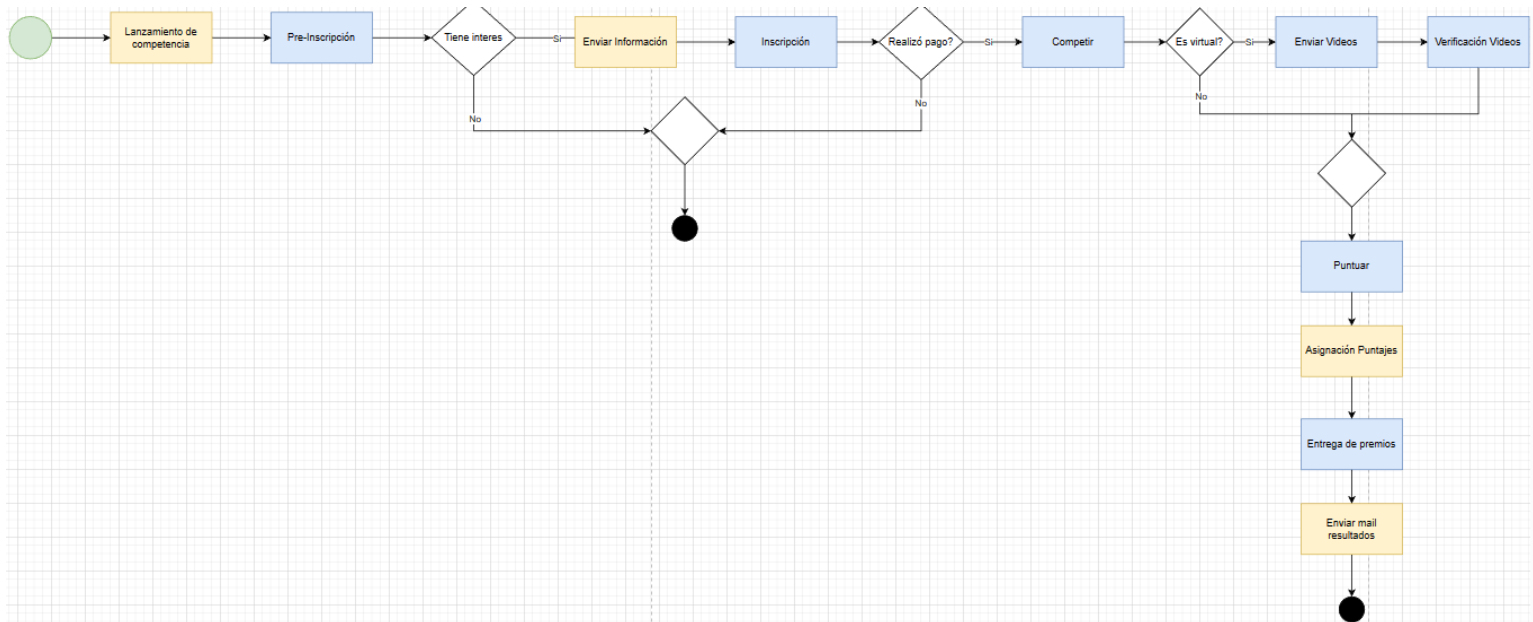 Lanzamiento de
competencia
Pre-Inscripción
Tiene interes
Si
Enviar Información
Inscripción
Realizó pago?
Si
Competir
Es virtual?
Si
Enviar Videos
Verificación Videos
No
No
No
Puntuar
Asignación Puntajes
Entrega de premios
Enviar mail
resultados